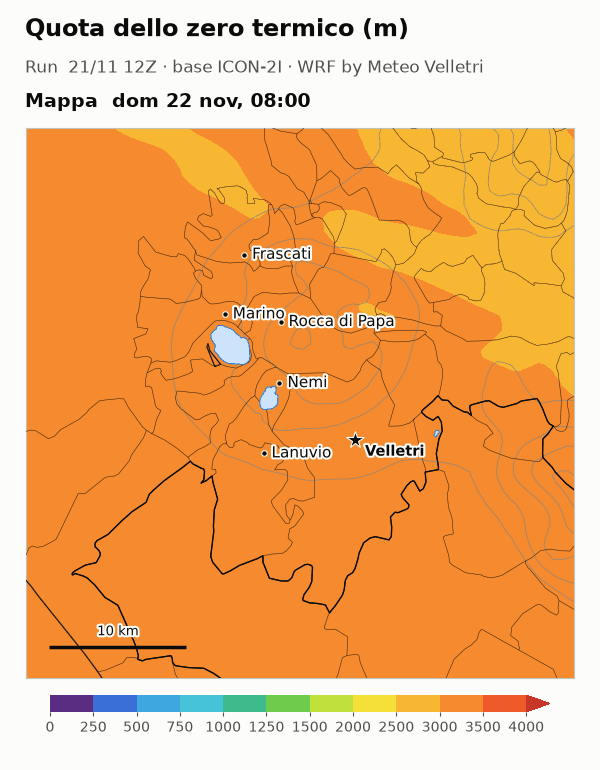 Quota dello zero termico (m)
Run  21/11 12Z · base ICON-2I · WRF by Meteo Velletri
Mappa  dom 22 nov, 08:00
Frascati
Marino
Rocca di Papa
Nemi
Velletri
Lanuvio
10 km
0 250 500 750 1000 1250 1500 2000 2500 3000 3500 4000